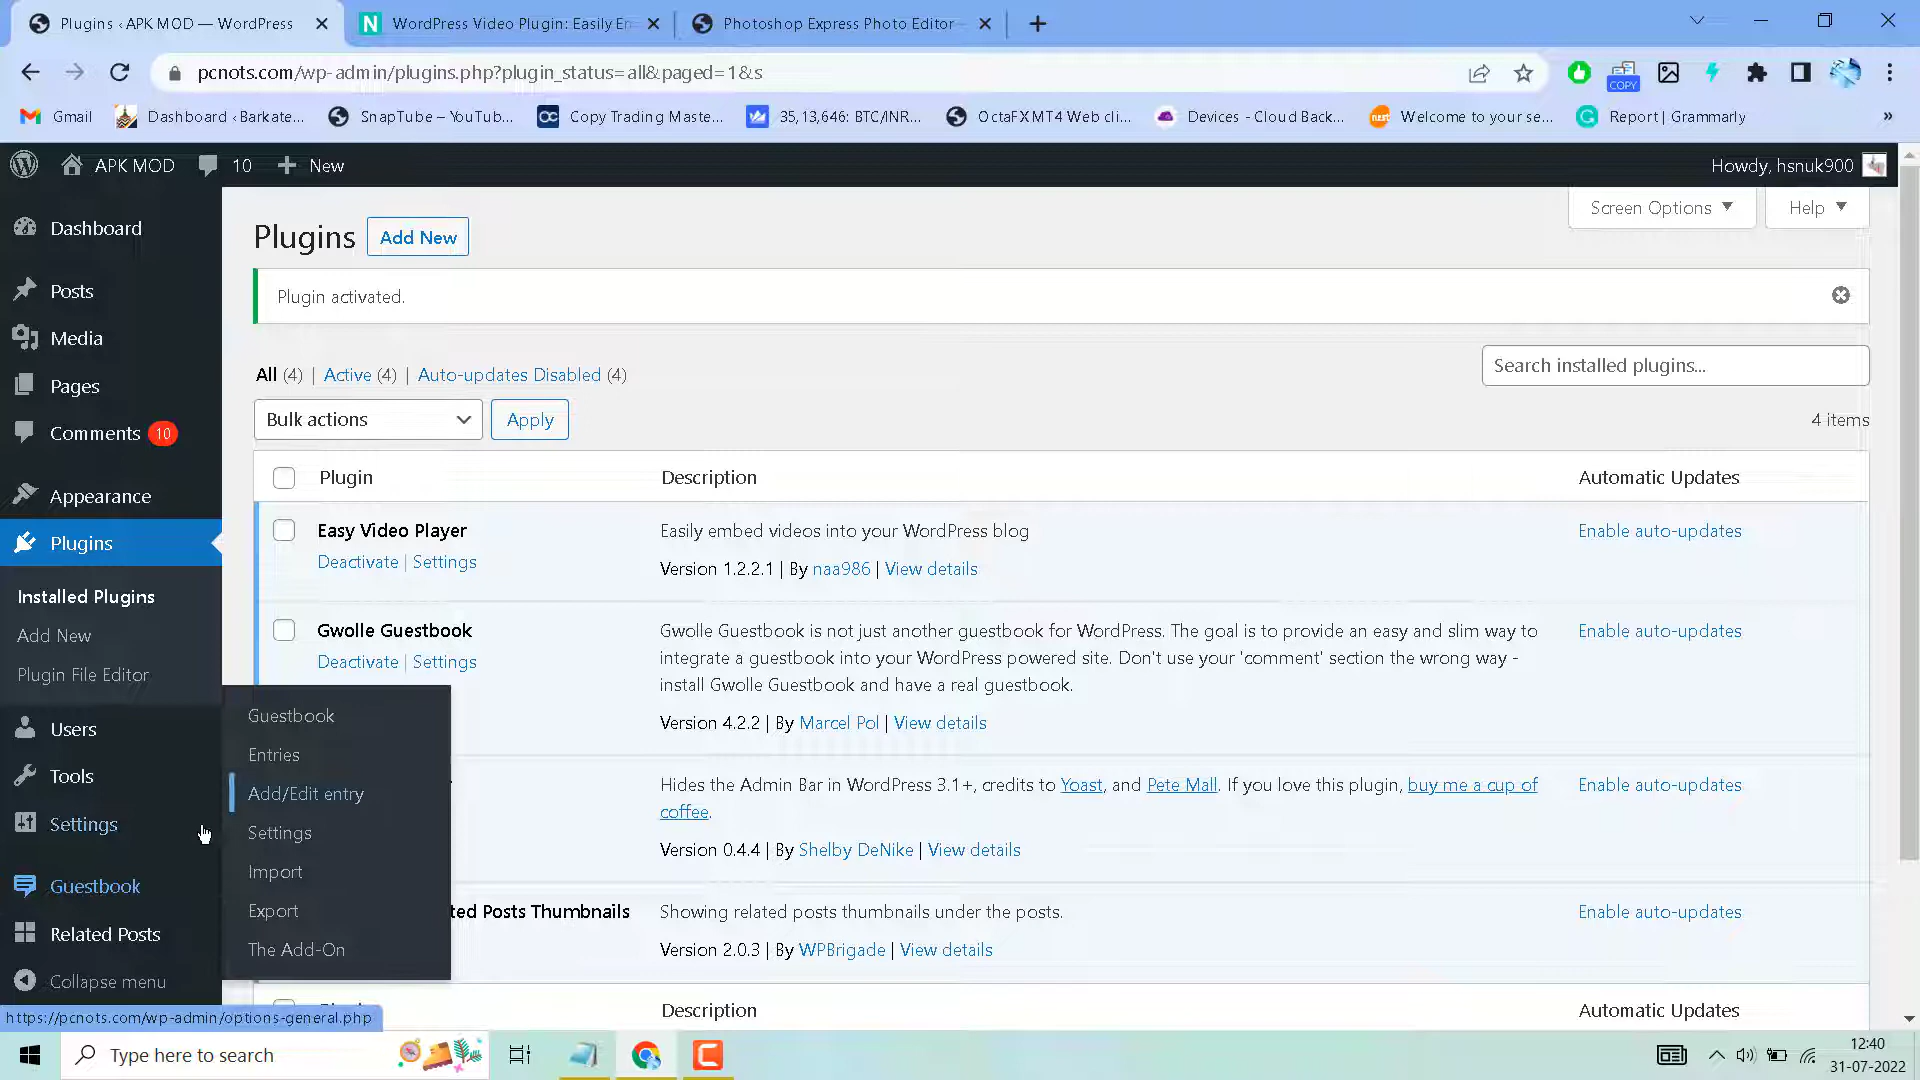 Plugins ‹ APK MOD — WordPress
WordPress Video Plugin: Easily En
Photoshop Express Photo Editor
pcnots.com/wp-admin/plugins.php?plugin_status=all&paged=1&s
COPY
Gmail
Dashboard ‹ Barkate...
SnapTube – YouTub...
Copy Trading Maste...
35,13,646: BTC/INR...
OctaFX MT4 Web cli...
Devices - Cloud Back...
Welcome to your se...
Report | Grammarly
»
APK MOD
10
New
Howdy, hsnuk900
Screen Options
Help
Dashboard
Posts
Media
Pages
Comments 10
Appearance
Plugins
Installed Plugins
Add New
Plugin File Editor
Users
Tools
Settings
Guestbook
Related Posts
Collapse menu
Guestbook
Entries
Add/Edit entry
Settings
Import
Export
The Add-On
Plugins
Add New
Plugin activated.
All (4) | Active (4) | Auto-updates Disabled (4)
Search installed plugins...
Bulk actions
Apply
4 items
Plugin
Description
Automatic Updates
Easy Video Player
Deactivate | Settings
Easily embed videos into your WordPress blog
Version 1.2.2.1 | By naa986 | View details
Enable auto-updates
Gwolle Guestbook
Deactivate | Settings
Gwolle Guestbook is not just another guestbook for WordPress. The goal is to provide an easy and slim way to
integrate a guestbook into your WordPress powered site. Don't use your 'comment' section the wrong way -
install Gwolle Guestbook and have a real guestbook.
Version 4.2.2 | By Marcel Pol | View details
Enable auto-updates
Hides the Admin Bar in WordPress 3.1+, credits to Yoast, and Pete Mall. If you love this plugin, buy me a cup of
coffee.
Version 0.4.4 | By Shelby DeNike | View details
Enable auto-updates
ted Posts Thumbnails
Showing related posts thumbnails under the posts.
Version 2.0.3 | By WPBrigade | View details
Enable auto-updates
Description
Automatic Updates
https://pcnots.com/wp-admin/options-general.php
Type here to search
12:40
31-07-2022